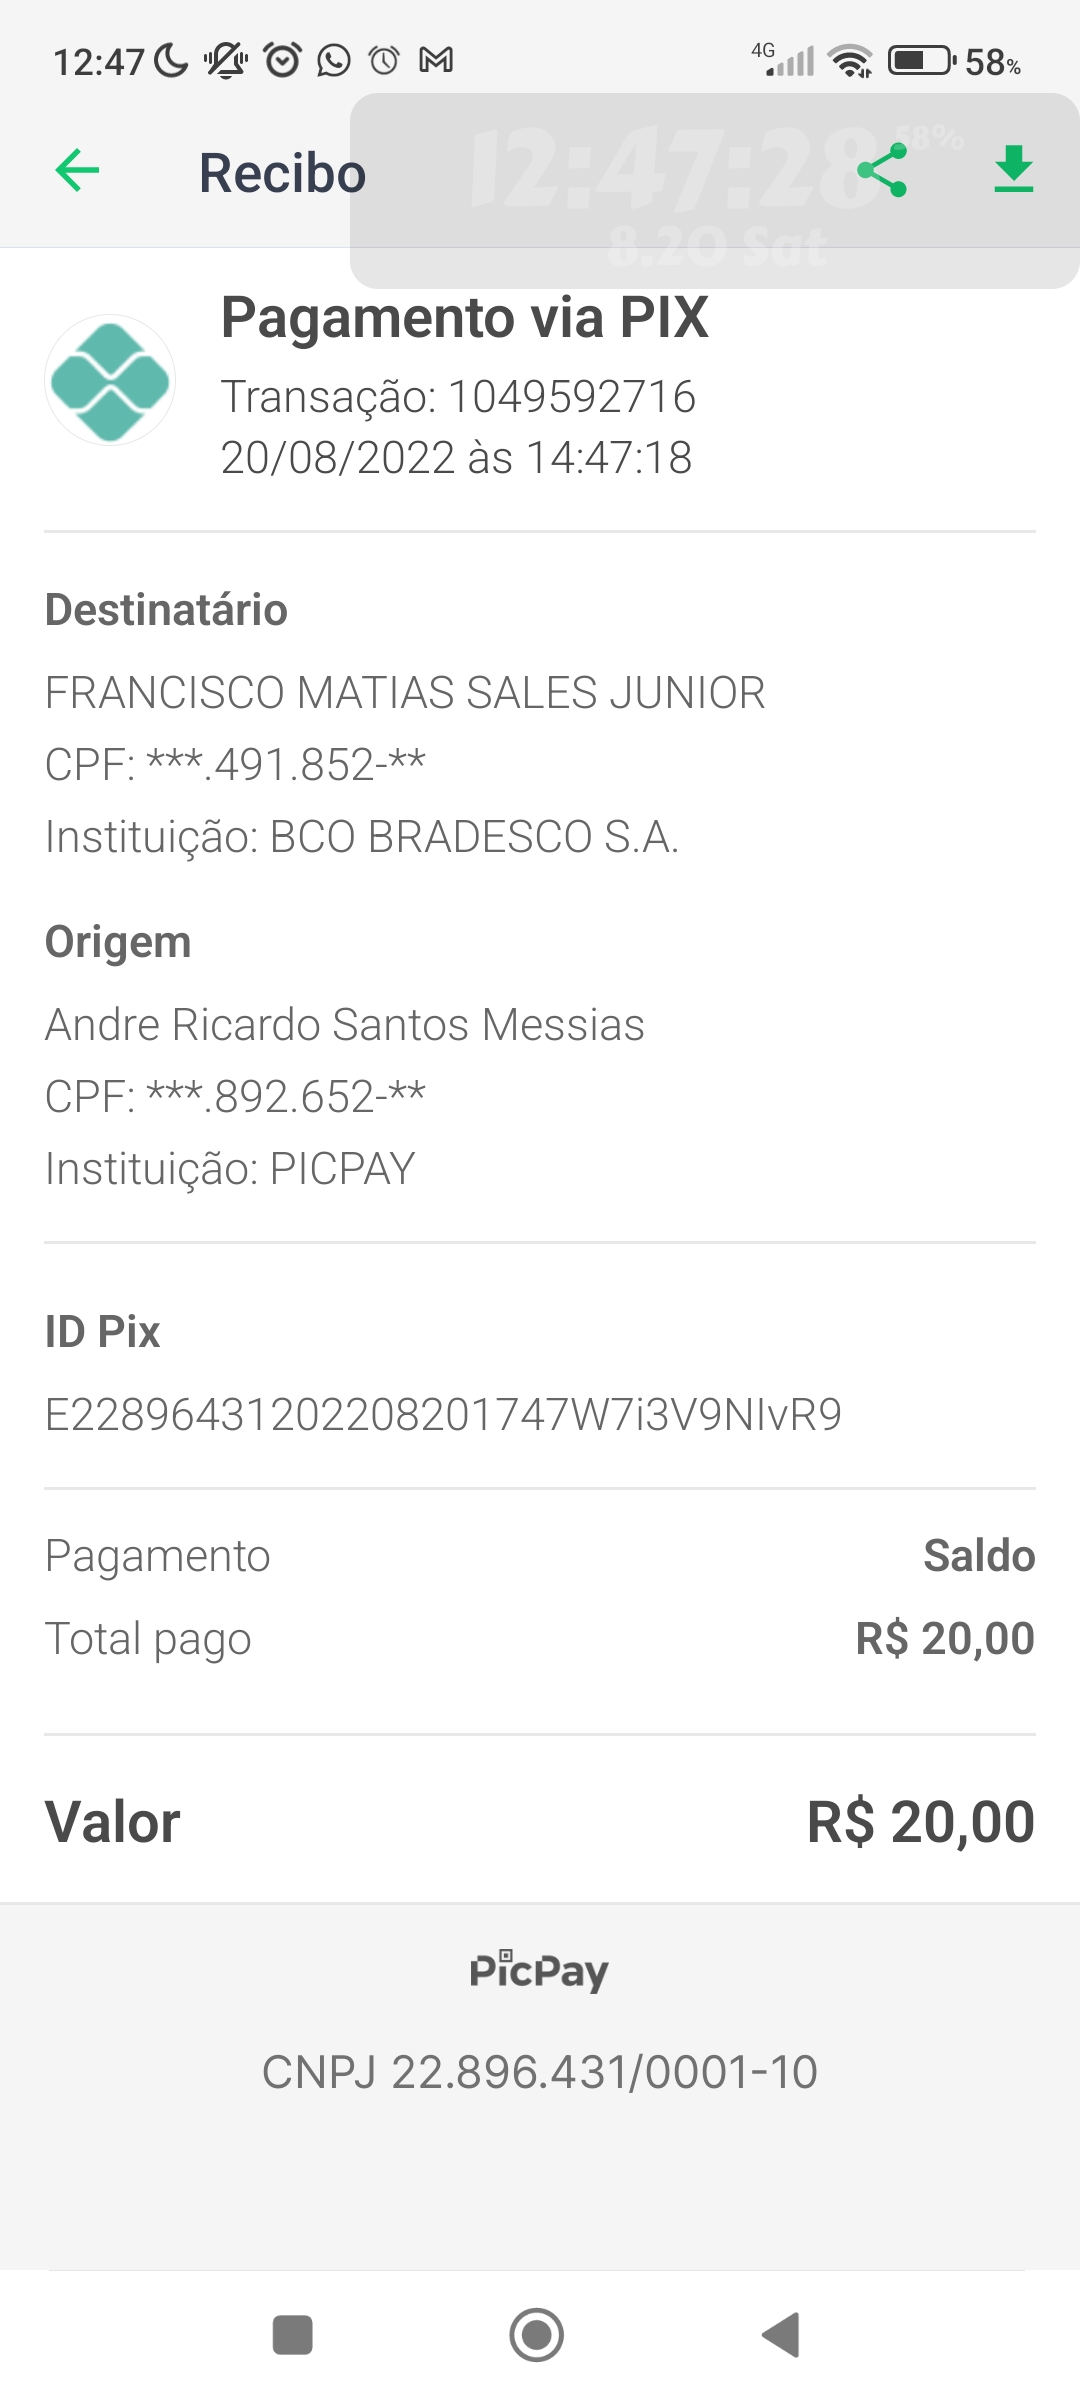 12:47
4G
58%
Recibo
12:47:28
58%
8.20 Sat
Pagamento via PIX
Transação: 1049592716
20/08/2022 às 14:47:18
Destinatário
FRANCISCO MATIAS SALES JUNIOR
CPF: ***.491.852-**
Instituição: BCO BRADESCO S.A.
Origem
Andre Ricardo Santos Messias
CPF: ***.892.652-**
Instituição: PICPAY
ID Pix
E22896431202208201747W7i3V9NIvR9
Pagamento Saldo
Total pago R$ 20,00
Valor R$ 20,00
PicPay
CNPJ 22.896.431/0001-10